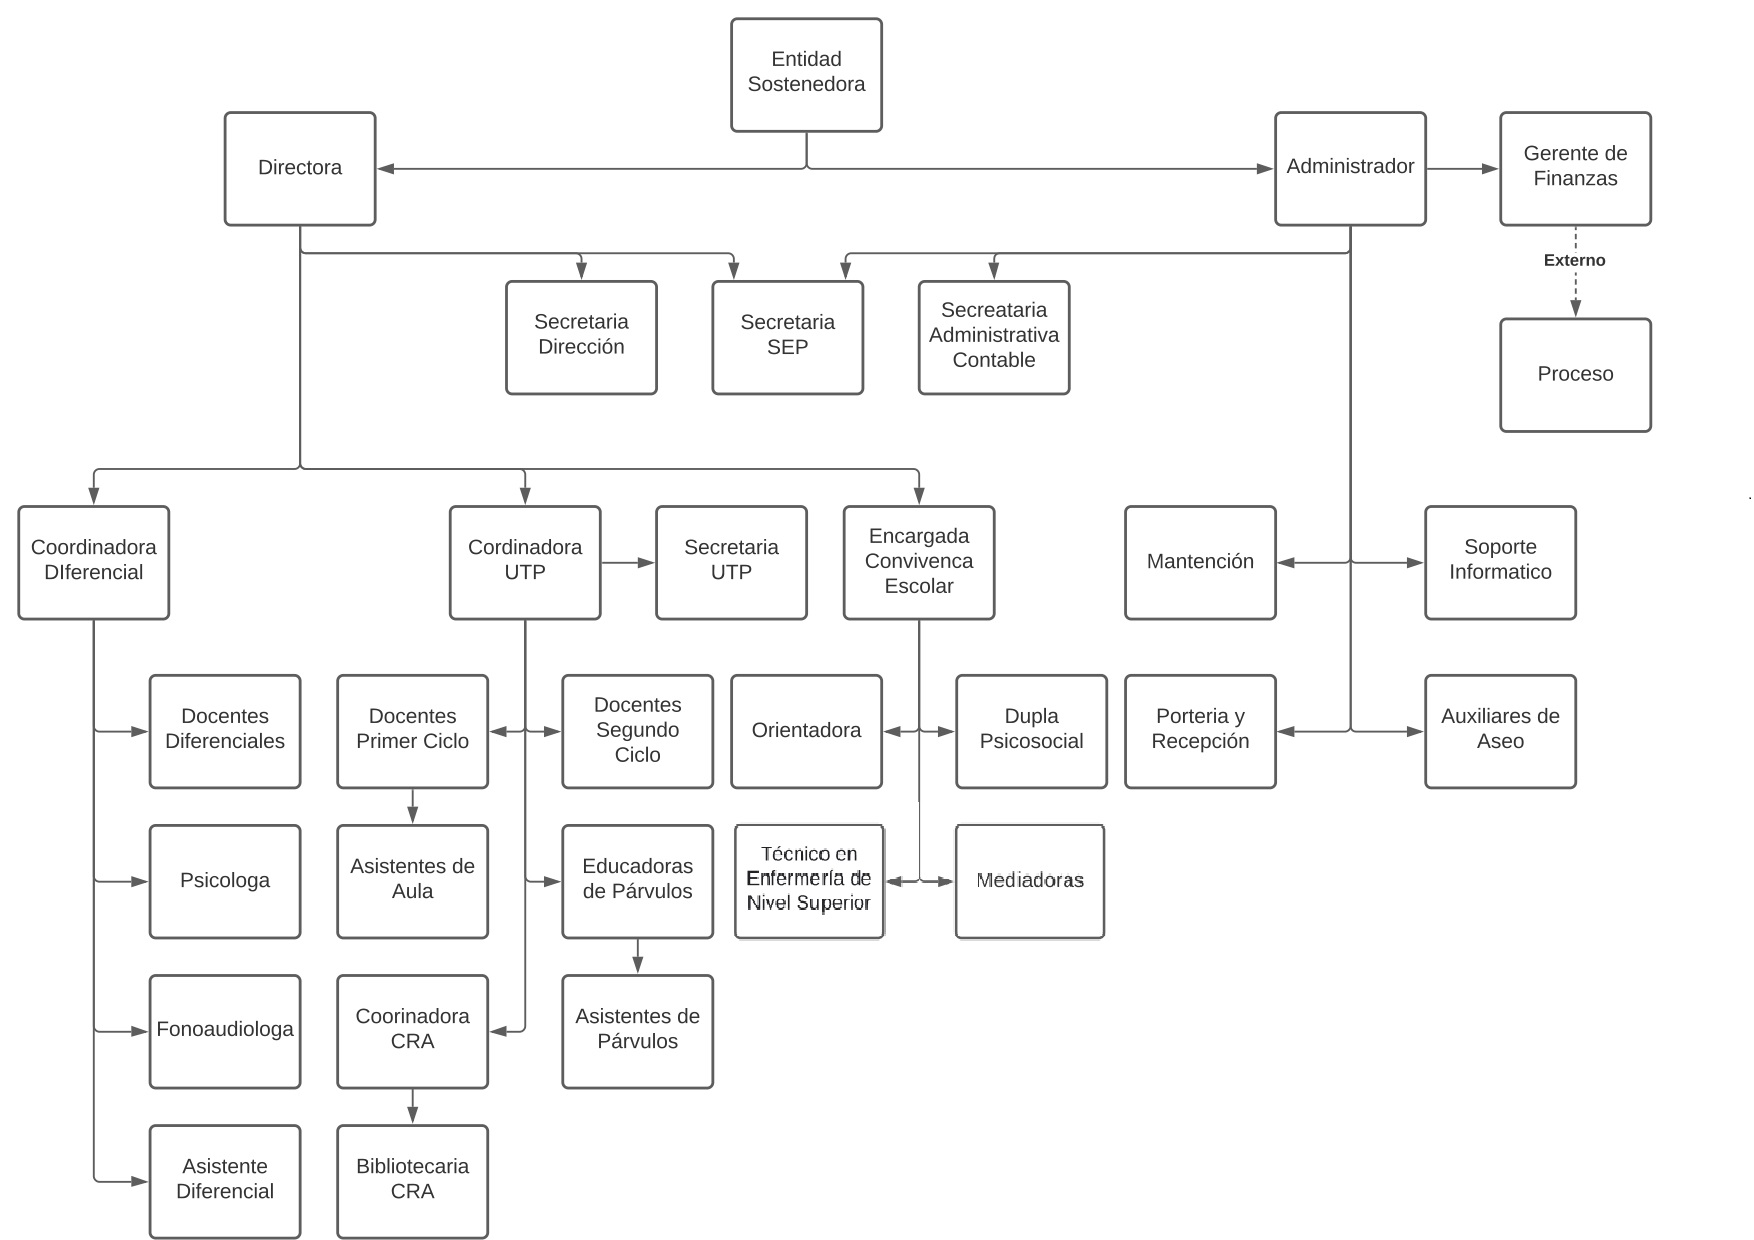 Entidad
Sostenedora
Directora
Administrador
Gerente de
Finanzas
Externo
Secretaria
Dirección
Secretaria
SEP
Secreataria
Administrativa
Contable
Proceso
Coordinadora
DIferencial
Cordinadora
UTP
Secretaria
UTP
Encargada
Convivenca
Escolar
Mantención
Soporte
Informatico
Docentes
Diferenciales
Docentes
Primer Ciclo
Docentes
Segundo
Ciclo
Orientadora
Dupla
Psicosocial
Porteria y
Recepción
Auxiliares de
Aseo
Psicologa
Asistentes de
Aula
Educadoras
de Párvulos
Técnico en
Enfermería de
Nivel Superior
Mediadoras
Fonoaudiologa
Coorinadora
CRA
Asistentes de
Párvulos
Asistente
Diferencial
Bibliotecaria
CRA